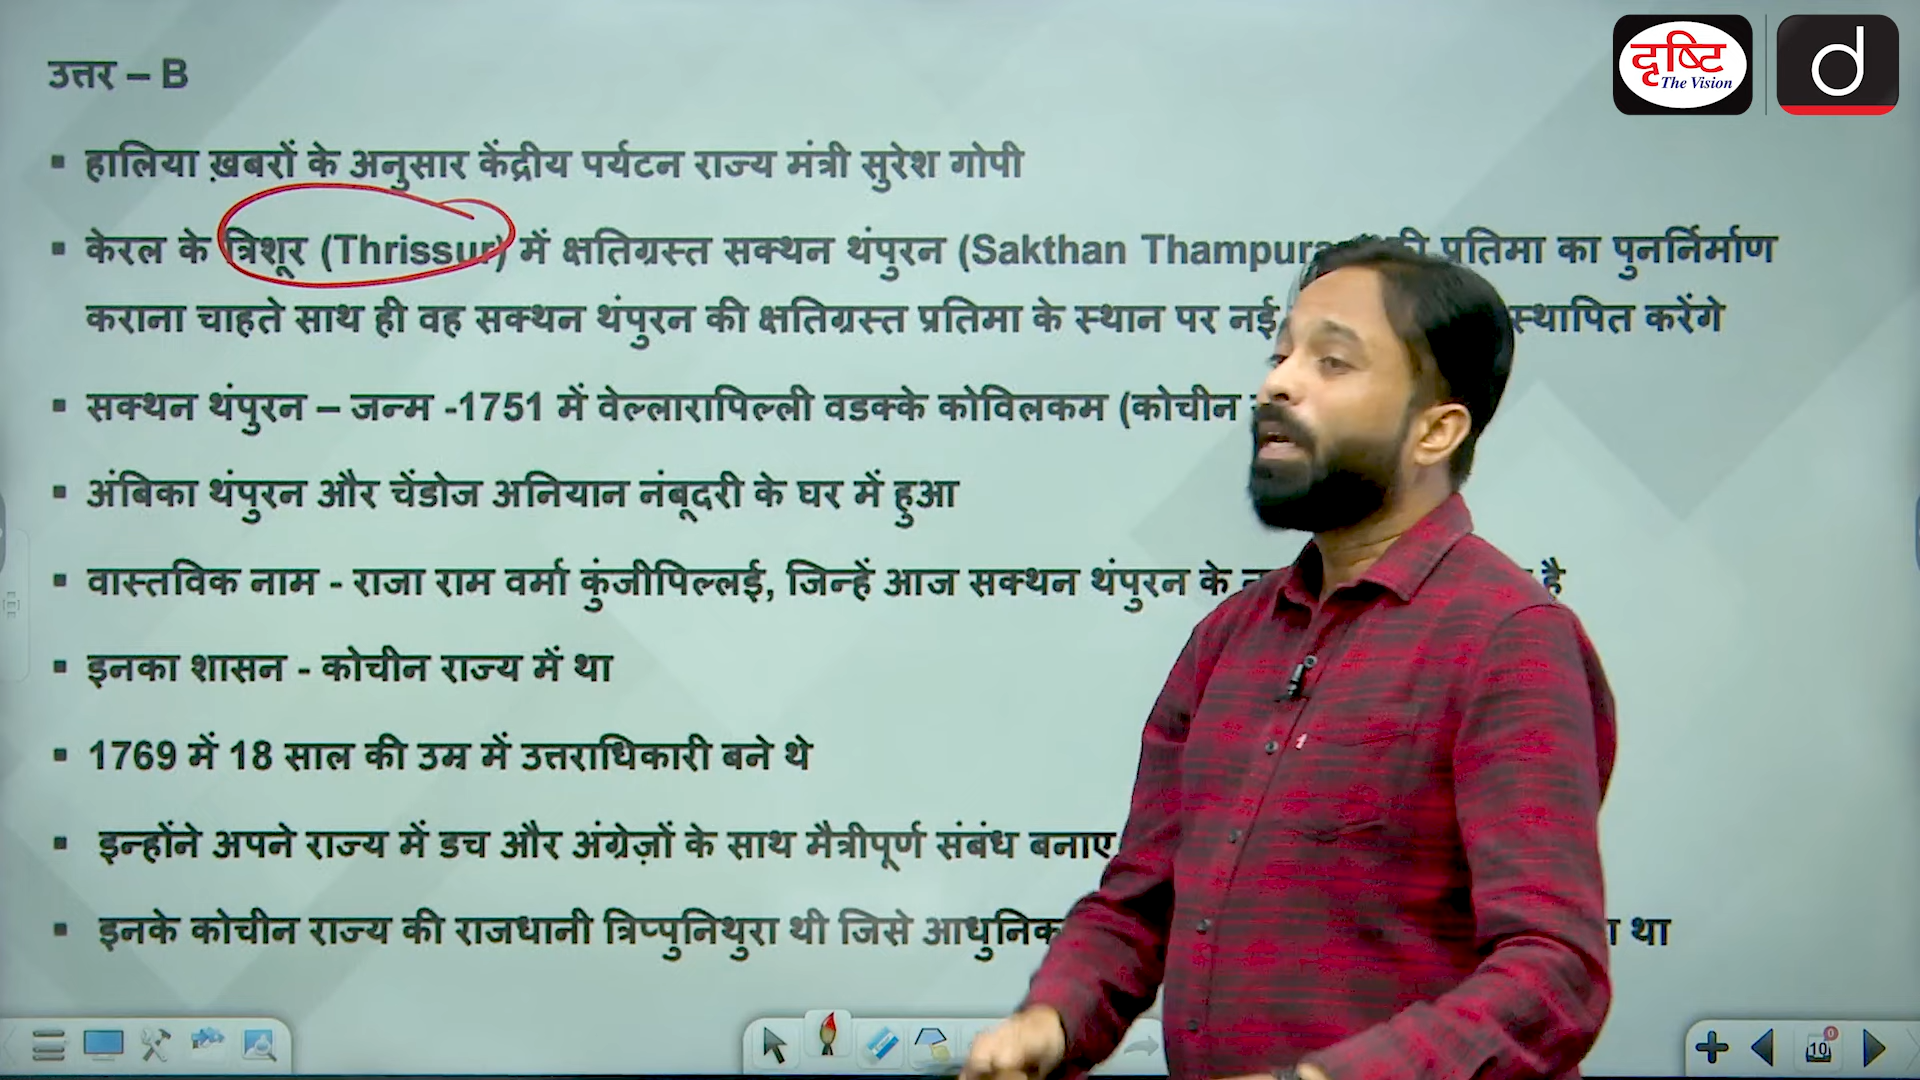 दृष्टि
The Vision
d
उत्तर – B
▪ हालिया ख़बरों के अनुसार केंद्रीय पर्यटन राज्य मंत्री सुरेश गोपी
▪ केरल के त्रिशूर (Thrissur) में क्षतिग्रस्त सक्थन थंपुरन (Sakthan प्रतिमा का पुनर्निर्माण
कराना चाहते साथ ही वह सक्थन थंपुरन की क्षतिग्रस्त प्रतिमा के स्थान पर नई स्थापित करेंगे
▪ सक्थन थंपुरन – जन्म -1751 में वेल्लारापिल्ली वडक्के कोविलकम (कोचीन
▪ अंबिका थंपुरन और चेंडोज अनियान नंबूदरी के घर में हुआ
▪ वास्तविक नाम - राजा राम वर्मा कुंजीपिल्लई, जिन्हें आज सक्थन थंपुरन के है
▪ इनका शासन - कोचीन राज्य में था
▪ 1769 में 18 साल की उम्र में उत्तराधिकारी बने थे
▪ इन्होंने अपने राज्य में डच और अंग्रेज़ों के साथ मैत्रीपूर्ण संबंध बनाए
▪ इनके कोचीन राज्य की राजधानी त्रिप्पुनिथुरा थी जिसे था
10
0